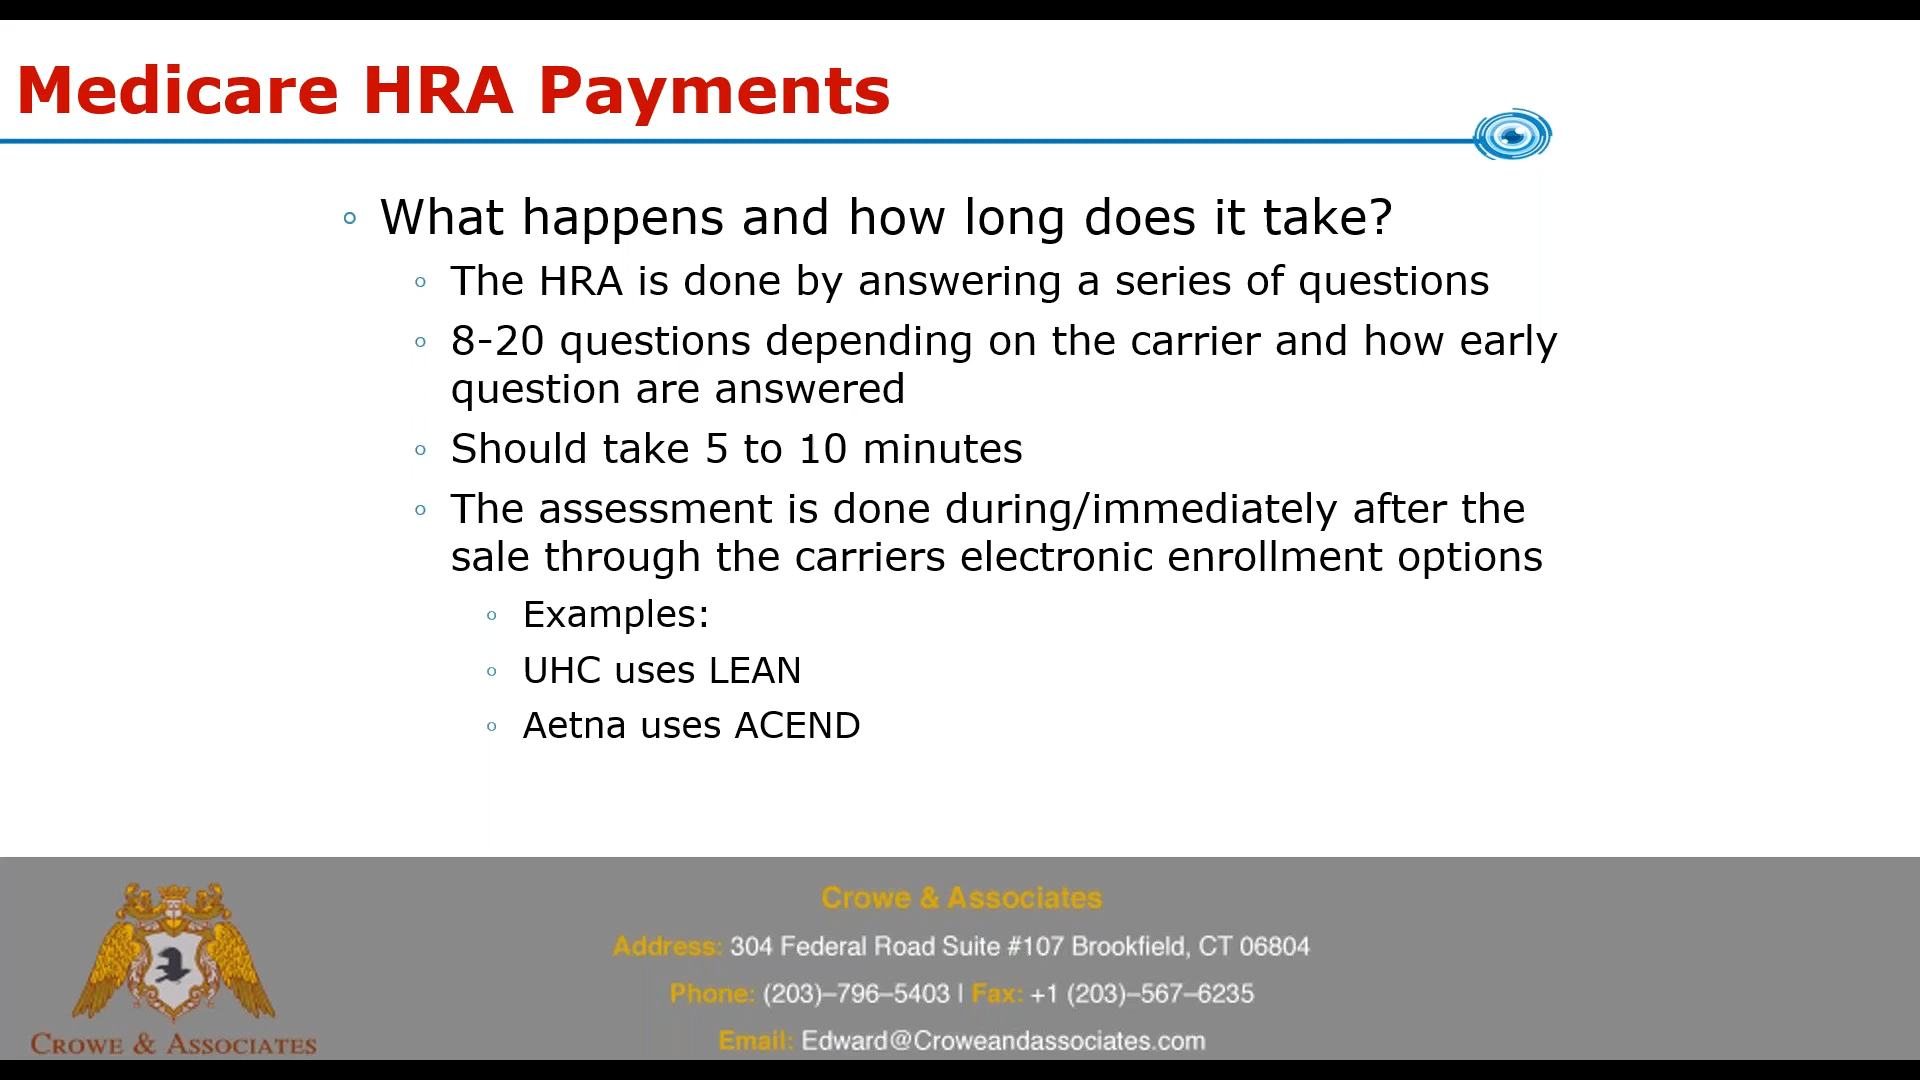 Medicare HRA Payments
What happens and how long does it take?
The HRA is done by answering a series of questions
8-20 questions depending on the carrier and how early
question are answered
Should take 5 to 10 minutes
The assessment is done during/immediately after the
sale through the carriers electronic enrollment options
Examples:
UHC uses LEAN
Aetna uses ACEND
Crowe & Associates
Address: 304 Federal Road Suite #107 Brookfield, CT 06804
Phone: (203)–796–5403 | Fax: +1 (203)–567–6235
Email: Edward@Croweandassociates.com
CROWE & ASSOCIATES